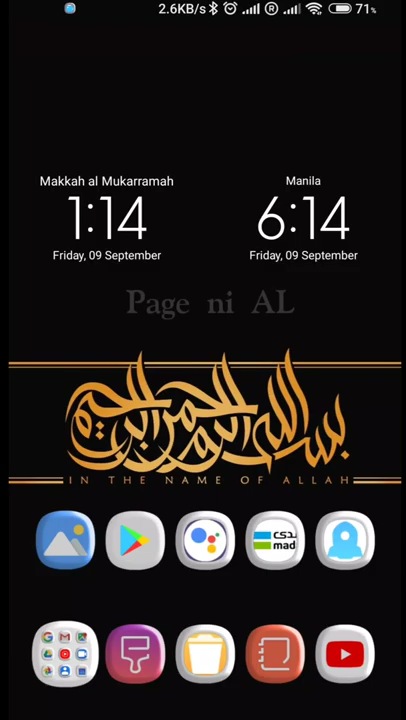 2.6KB/s R 71%
Makkah al Mukarramah
1:14
Friday, 09 September
Manila
6:14
Friday, 09 September
Page ni AL
بسم الله الرحمن الرحيم
IN THE NAME OF ALLAH
mad